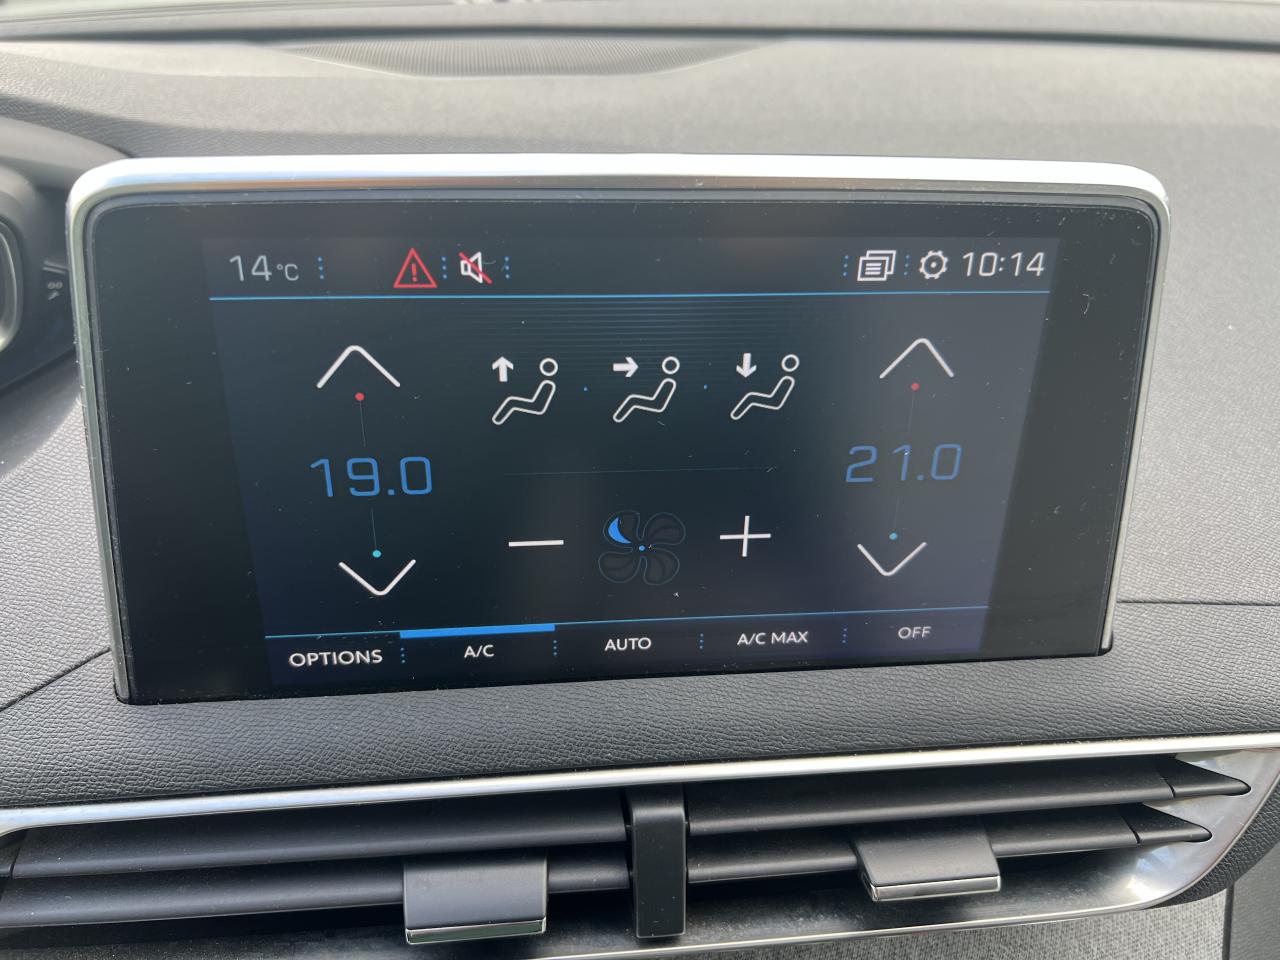 14°C 10:14
19.0 21.0
OPTIONS A/C AUTO A/C MAX OFF